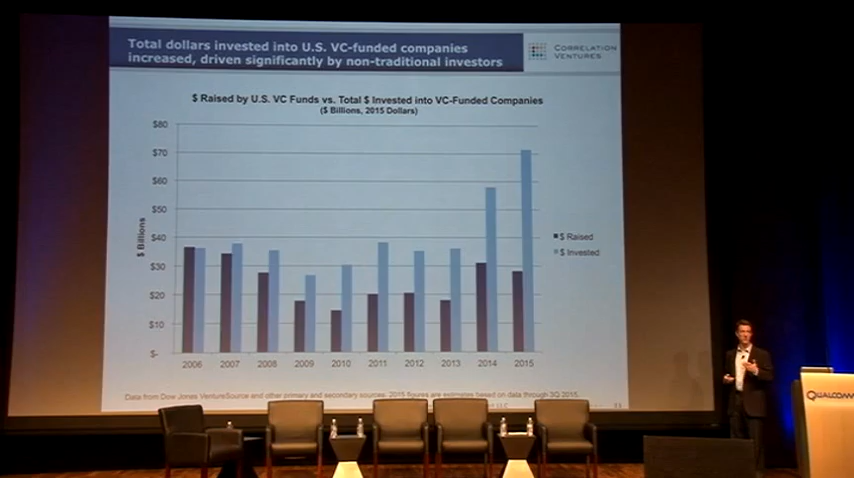 Total dollars invested into U.S. VC-funded companies
increased, driven significantly by non-traditional investors
CORRELATION
VENTURES
$ Raised by U.S. VC Funds vs. Total $ Invested into VC-Funded Companies
($ Billions, 2015 Dollars)
$80
$70
$60
$50
$40
$30
$20
$10
$-
$ Billions
2006 2007 2008 2009 2010 2011 2012 2013 2014 2015
$ Raised
$ Invested
Data from Dow Jones VentureSource and other primary and secondary sources. 2015 figures are estimates based on data through 3Q 2015.
LLC
QUALCOMM